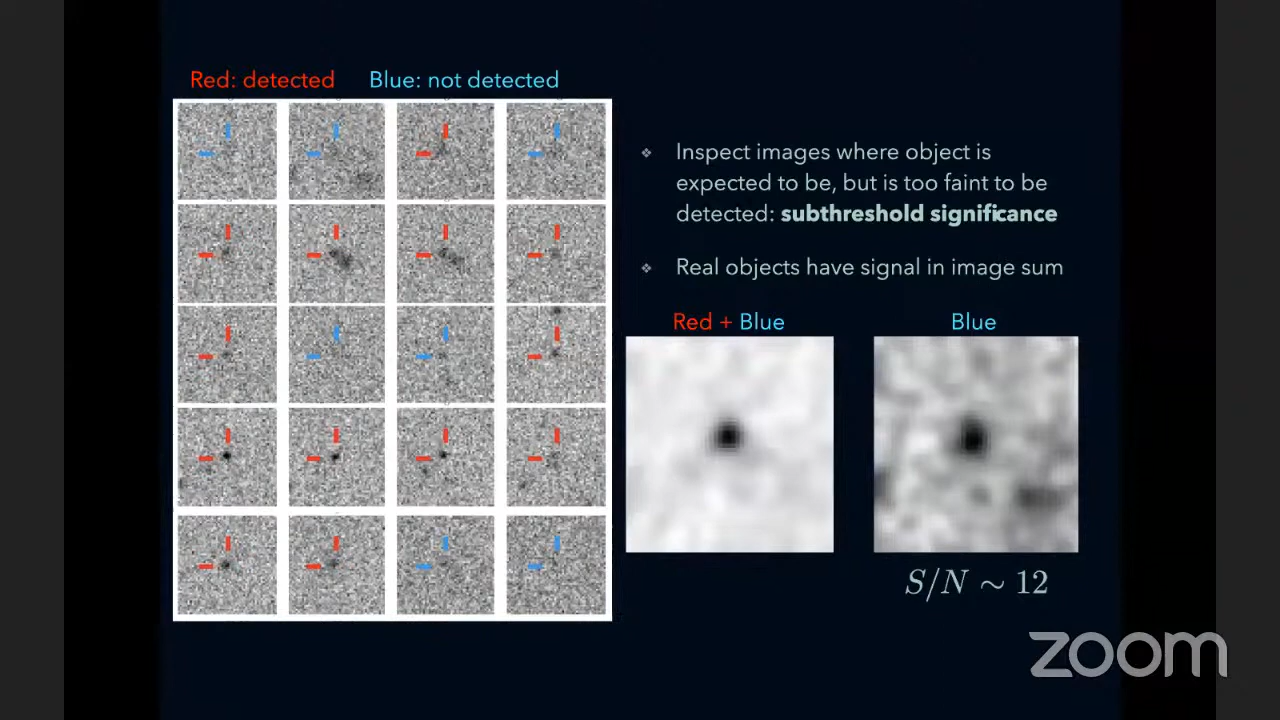 Red: detected Blue: not detected
Inspect images where object is
expected to be, but is too faint to be
detected: subthreshold significance
Real objects have signal in image sum
Red + Blue
Blue
S/N ∼ 12
zoom